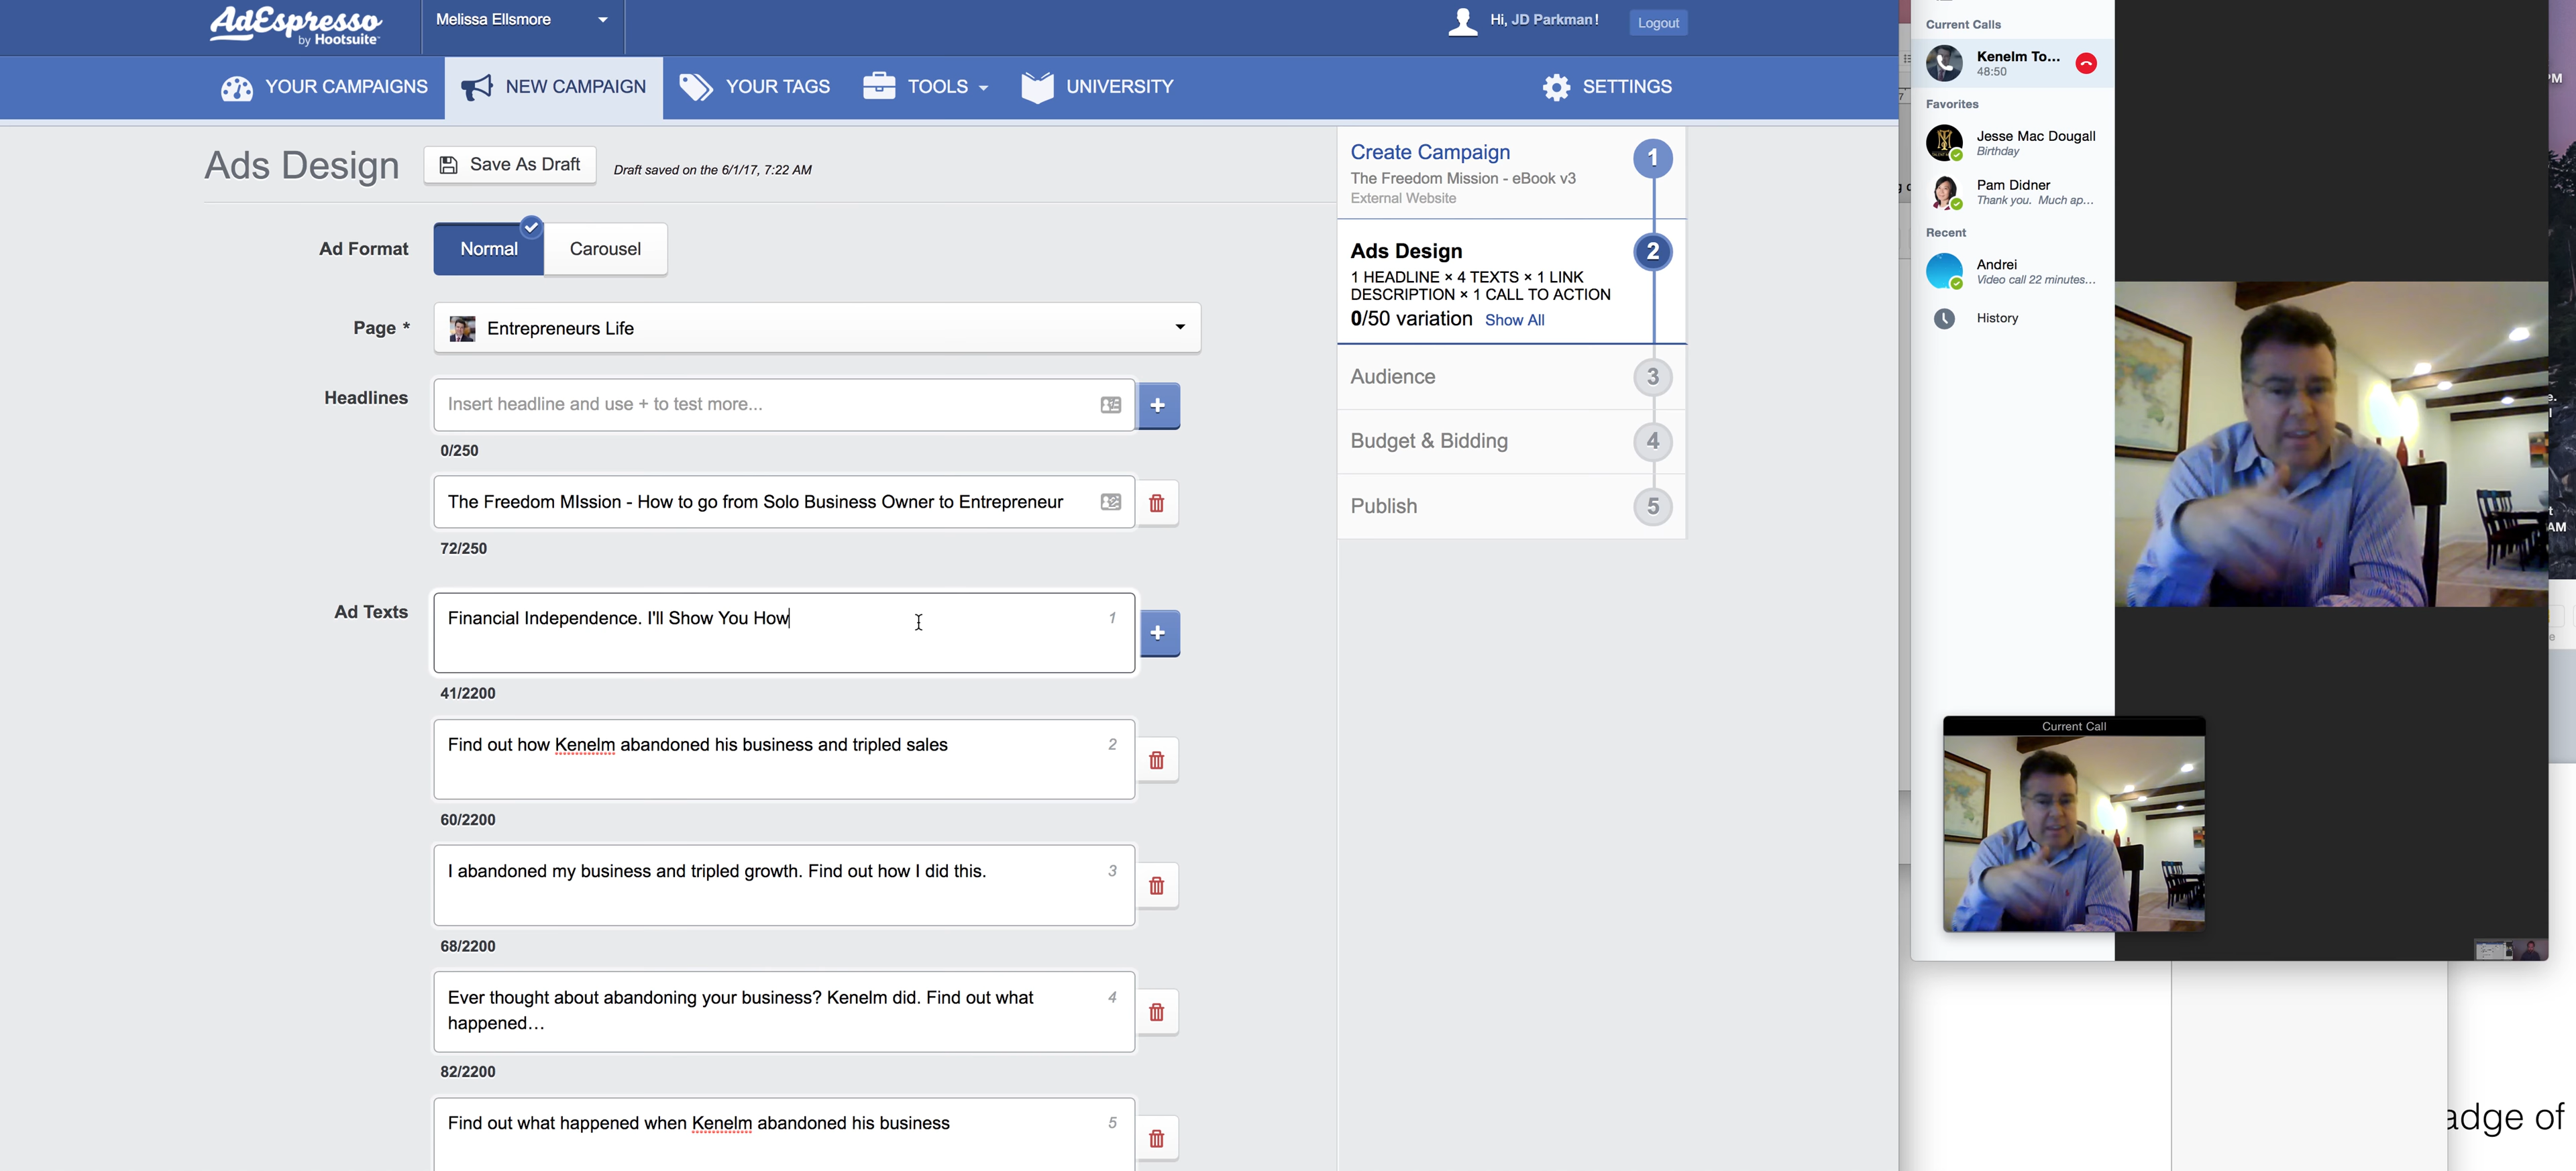 AdEspresso
by Hootsuite
Melissa Ellsmore
Hi, JD Parkman!
Logout
YOUR CAMPAIGNS
NEW CAMPAIGN
YOUR TAGS
TOOLS
UNIVERSITY
SETTINGS
Ads Design
Save As Draft
Draft saved on the 6/1/17, 7:22 AM
Ad Format
Normal
Carousel
Page *
Entrepreneurs Life
Headlines
Insert headline and use + to test more...
0/250
The Freedom MIssion - How to go from Solo Business Owner to Entrepreneur
72/250
Ad Texts
Financial Independence. I'll Show You How
1
41/2200
Find out how Kenelm abandoned his business and tripled sales
2
60/2200
I abandoned my business and tripled growth. Find out how I did this.
3
68/2200
Ever thought about abandoning your business? Kenelm did. Find out what
happened...
4
82/2200
Find out what happened when Kenelm abandoned his business
5
Create Campaign
1
The Freedom Mission - eBook v3
External Website
Ads Design
2
1 HEADLINE × 4 TEXTS × 1 LINK
DESCRIPTION × 1 CALL TO ACTION
0/50 variation Show All
Audience
3
Budget & Bidding
4
Publish
5
Current Calls
Kenelm To...
48:50
Favorites
Jesse Mac Dougall
Birthday
Pam Didner
Thank you. Much ap...
Recent
Andrei
Video call 22 minutes...
History
Current Call
AM
adge of